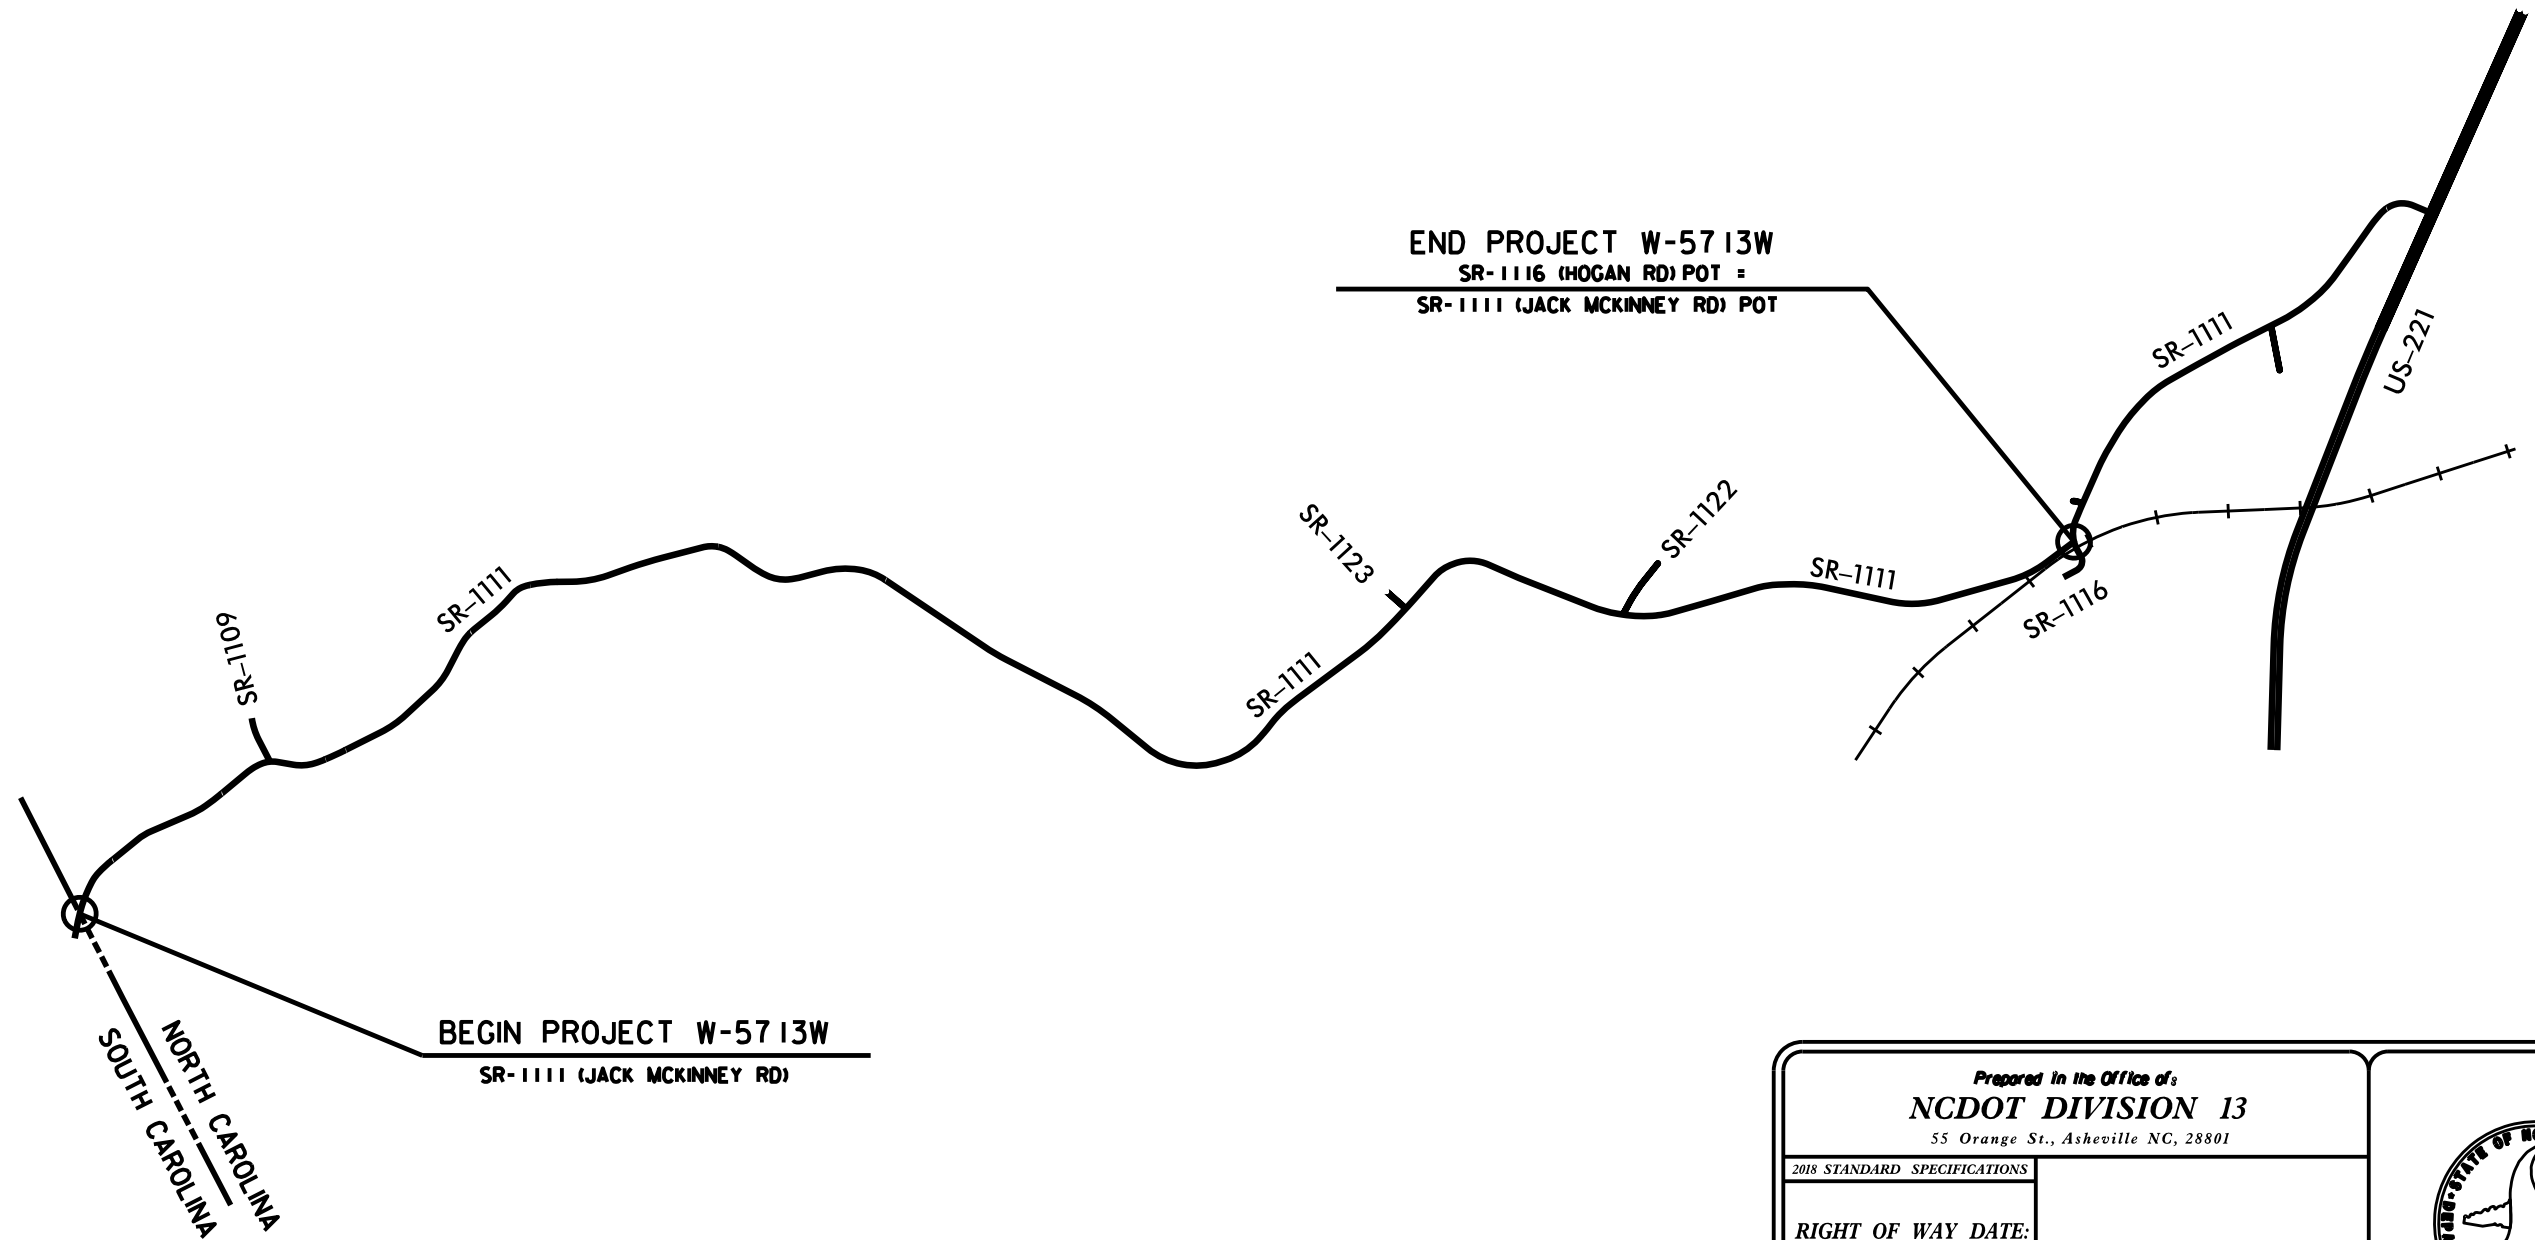 END PROJECT W-5713W
SR-1116 (HOGAN RD) POT =
SR-1111 (JACK MCKINNEY RD) POT
SR-1111
US-221
SR-1123
SR-1122
SR-1111
SR-1111
SR-1116
SR-1109
SR-1111
BEGIN PROJECT W-5713W
SR-1111 (JACK MCKINNEY RD)
NORTH CAROLINA
SOUTH CAROLINA
Prepared in the Office of:
NCDOT DIVISION 13
55 Orange St., Asheville NC, 28801
2018 STANDARD SPECIFICATIONS
RIGHT OF WAY DATE:
STATE OF